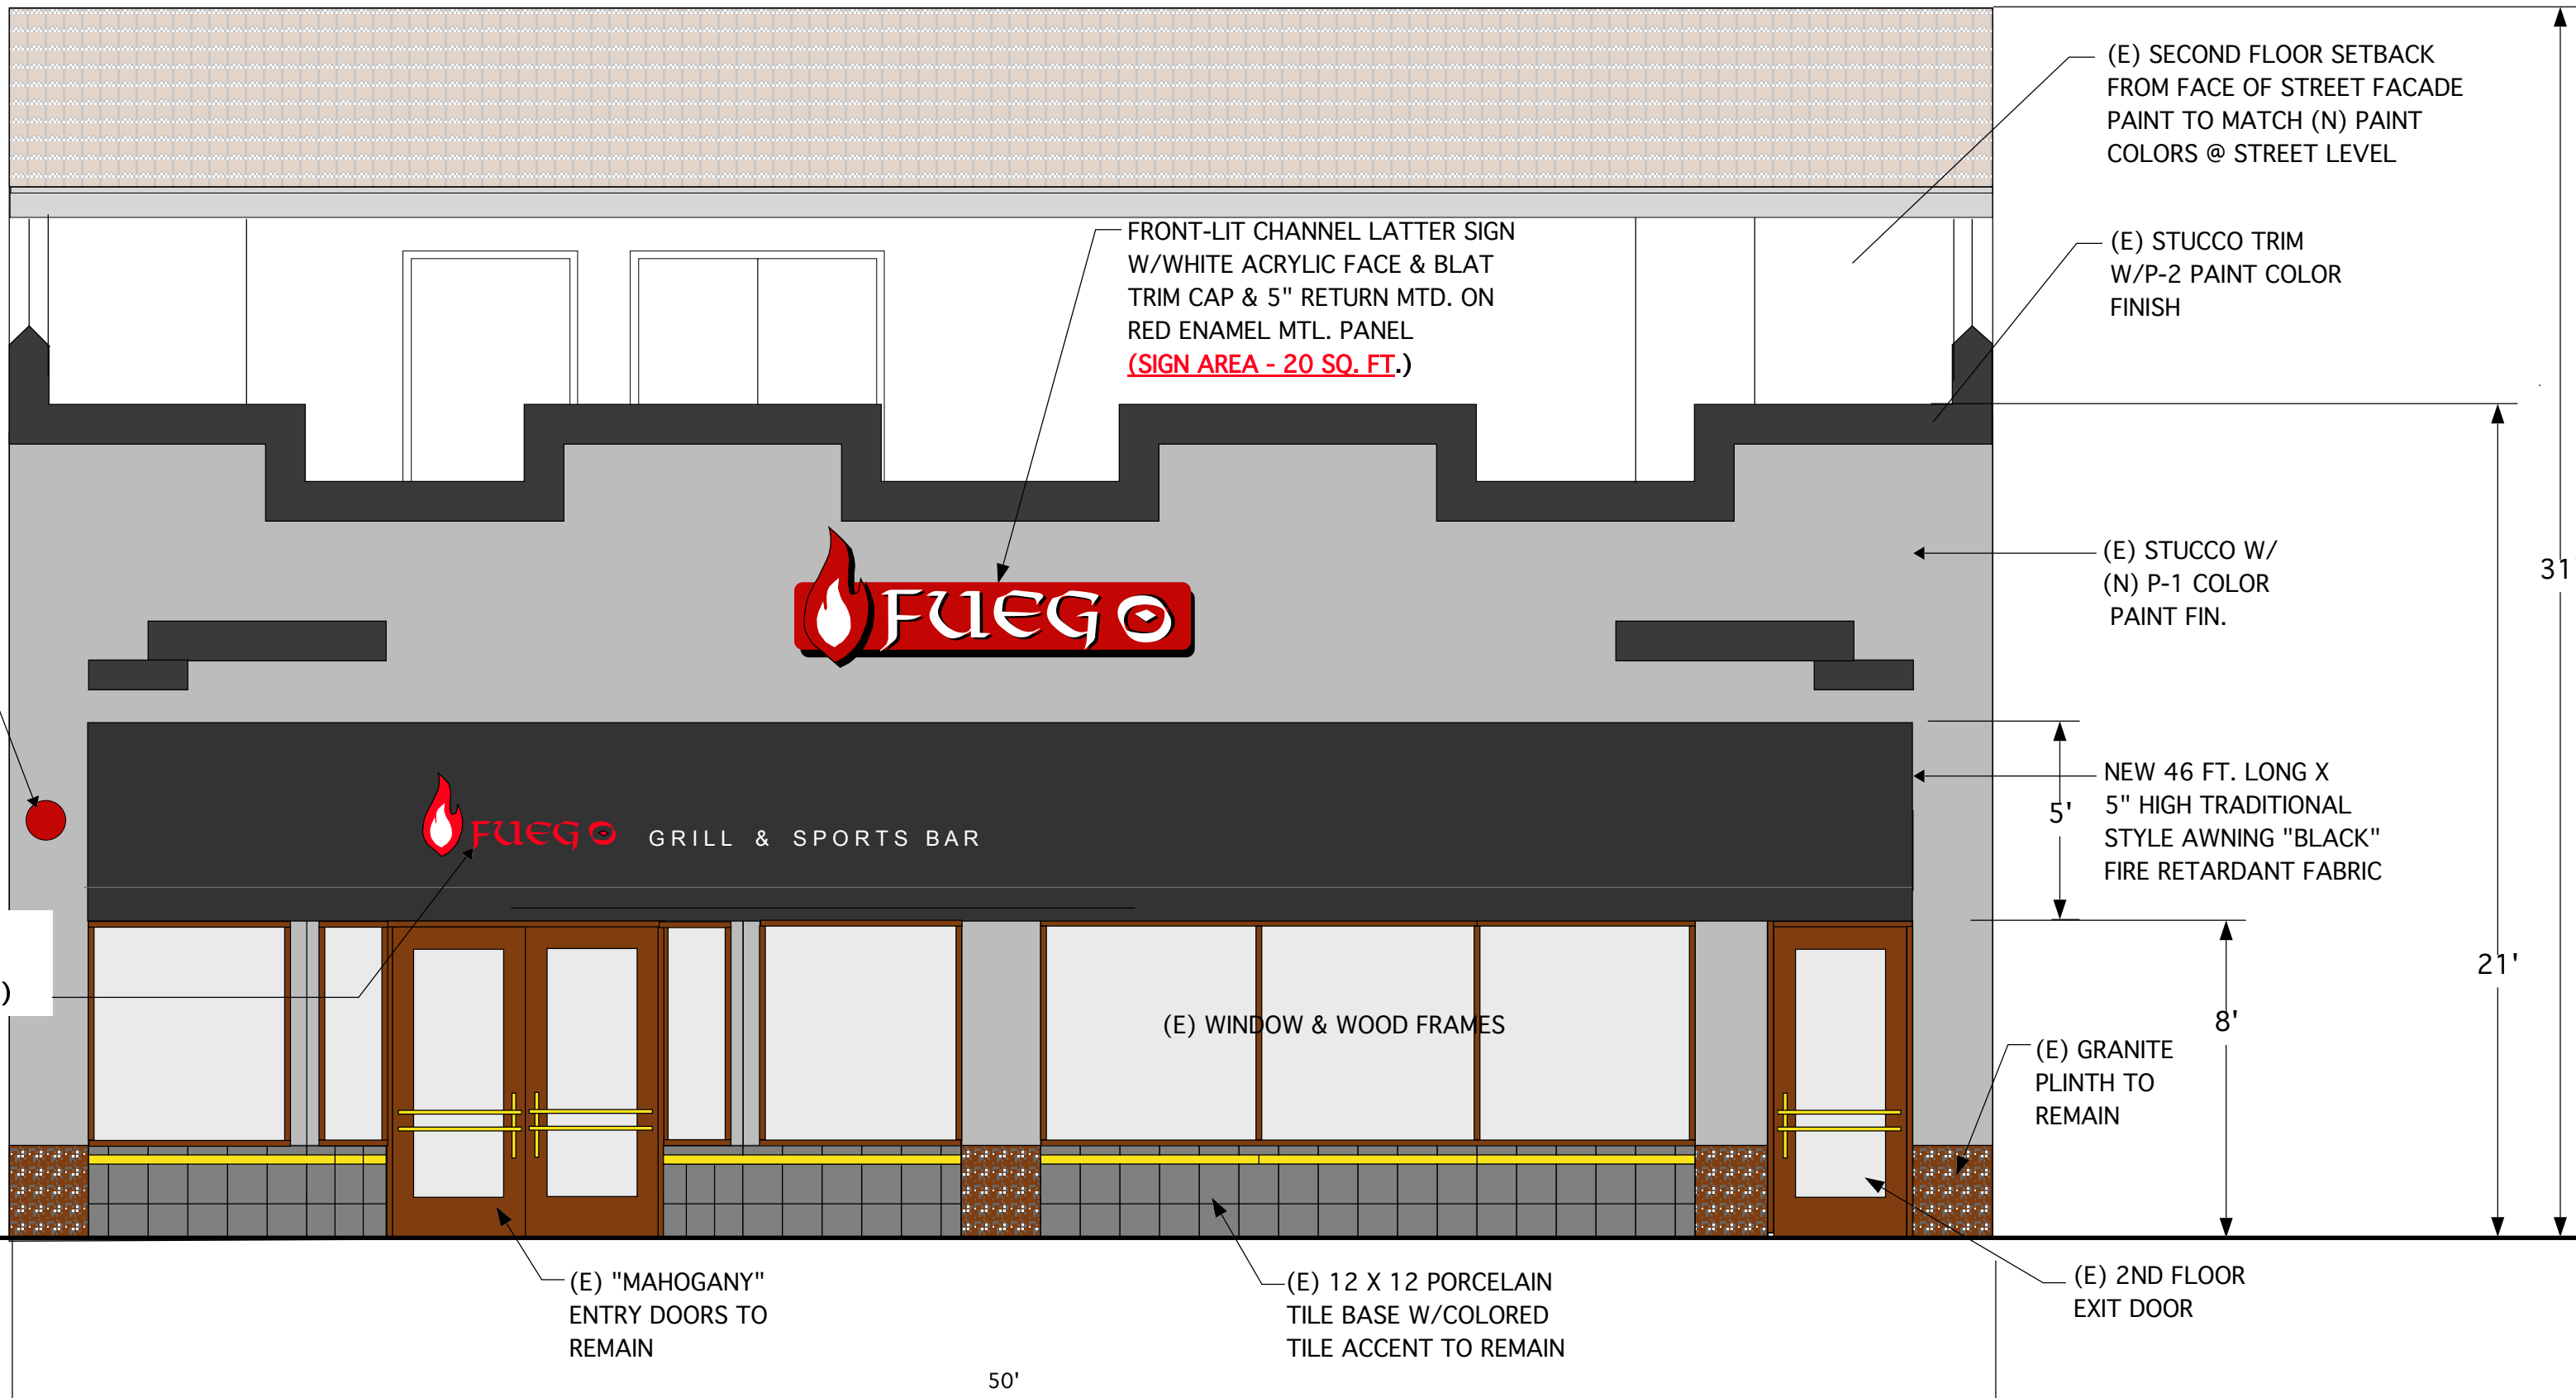 (E) SECOND FLOOR SETBACK
FROM FACE OF STREET FACADE
PAINT TO MATCH (N) PAINT
COLORS @ STREET LEVEL
FRONT-LIT CHANNEL LATTER SIGN
W/WHITE ACRYLIC FACE & BLAT
TRIM CAP & 5" RETURN MTD. ON
RED ENAMEL MTL. PANEL
(SIGN AREA - 20 SQ. FT.)
(E) STUCCO TRIM
W/P-2 PAINT COLOR
FINISH
(E) STUCCO W/
(N) P-1 COLOR
PAINT FIN.
31
FUEGO
NEW 46 FT. LONG X
5" HIGH TRADITIONAL
STYLE AWNING "BLACK"
FIRE RETARDANT FABRIC
5'
FUEGO GRILL & SPORTS BAR
21'
)
8'
(E) WINDOW & WOOD FRAMES
(E) GRANITE
PLINTH TO
REMAIN
(E) "MAHOGANY"
ENTRY DOORS TO
REMAIN
(E) 12 X 12 PORCELAIN
TILE BASE W/COLORED
TILE ACCENT TO REMAIN
(E) 2ND FLOOR
EXIT DOOR
50'